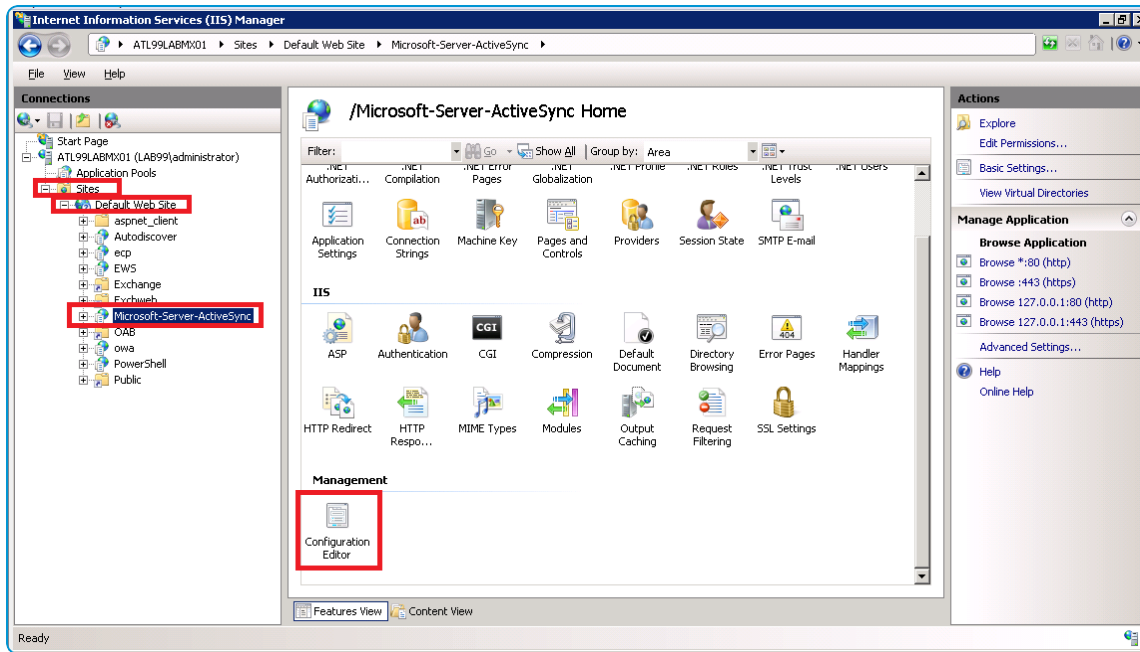 Internet Information Services (IIS) Manager
ATL99LABMX01 Sites Default Web Site Microsoft-Server-ActiveSync
File View Help
Connections
Start Page
ATL99LABMX01 (LAB99\administrator)
Application Pools
Sites
Default Web Site
aspnet_client
Autodiscover
ecp
EWS
Exchange
Exchweb
Microsoft-Server-ActiveSync
OAB
owa
PowerShell
Public
/Microsoft-Server-ActiveSync Home
Filter: Go Show All Group by: Area
.NET .NET .NET Error .NET .NET Profile .NET Roles .NET Trust .NET Users
Authorizati... Compilation Pages Globalization Levels
Application Connection Machine Key Pages and Providers Session State SMTP E-mail
Settings Strings Controls
IIS
CGI 404
ASP Authentication CGI Compression Default Directory Error Pages Handler
Document Browsing Mappings
HTTP Redirect HTTP MIME Types Modules Output Request SSL Settings
Respo... Caching Filtering
Management
Configuration
Editor
Features View Content View
Actions
Explore
Edit Permissions...
Basic Settings...
View Virtual Directories
Manage Application
Browse Application
Browse *:80 (http)
Browse :443 (https)
Browse 127.0.0.1:80 (http)
Browse 127.0.0.1:443 (https)
Advanced Settings...
Help
Online Help
Ready